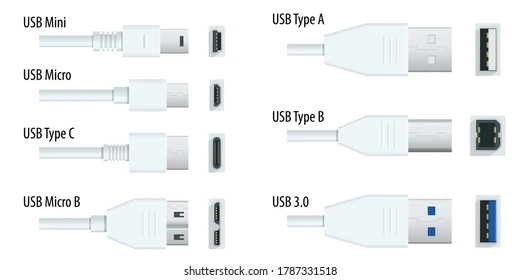 USB Mini
USB Micro
USB Type C
USB Micro B
USB Type A
USB Type B
USB 3.0
shutterstock.com · 1787331518